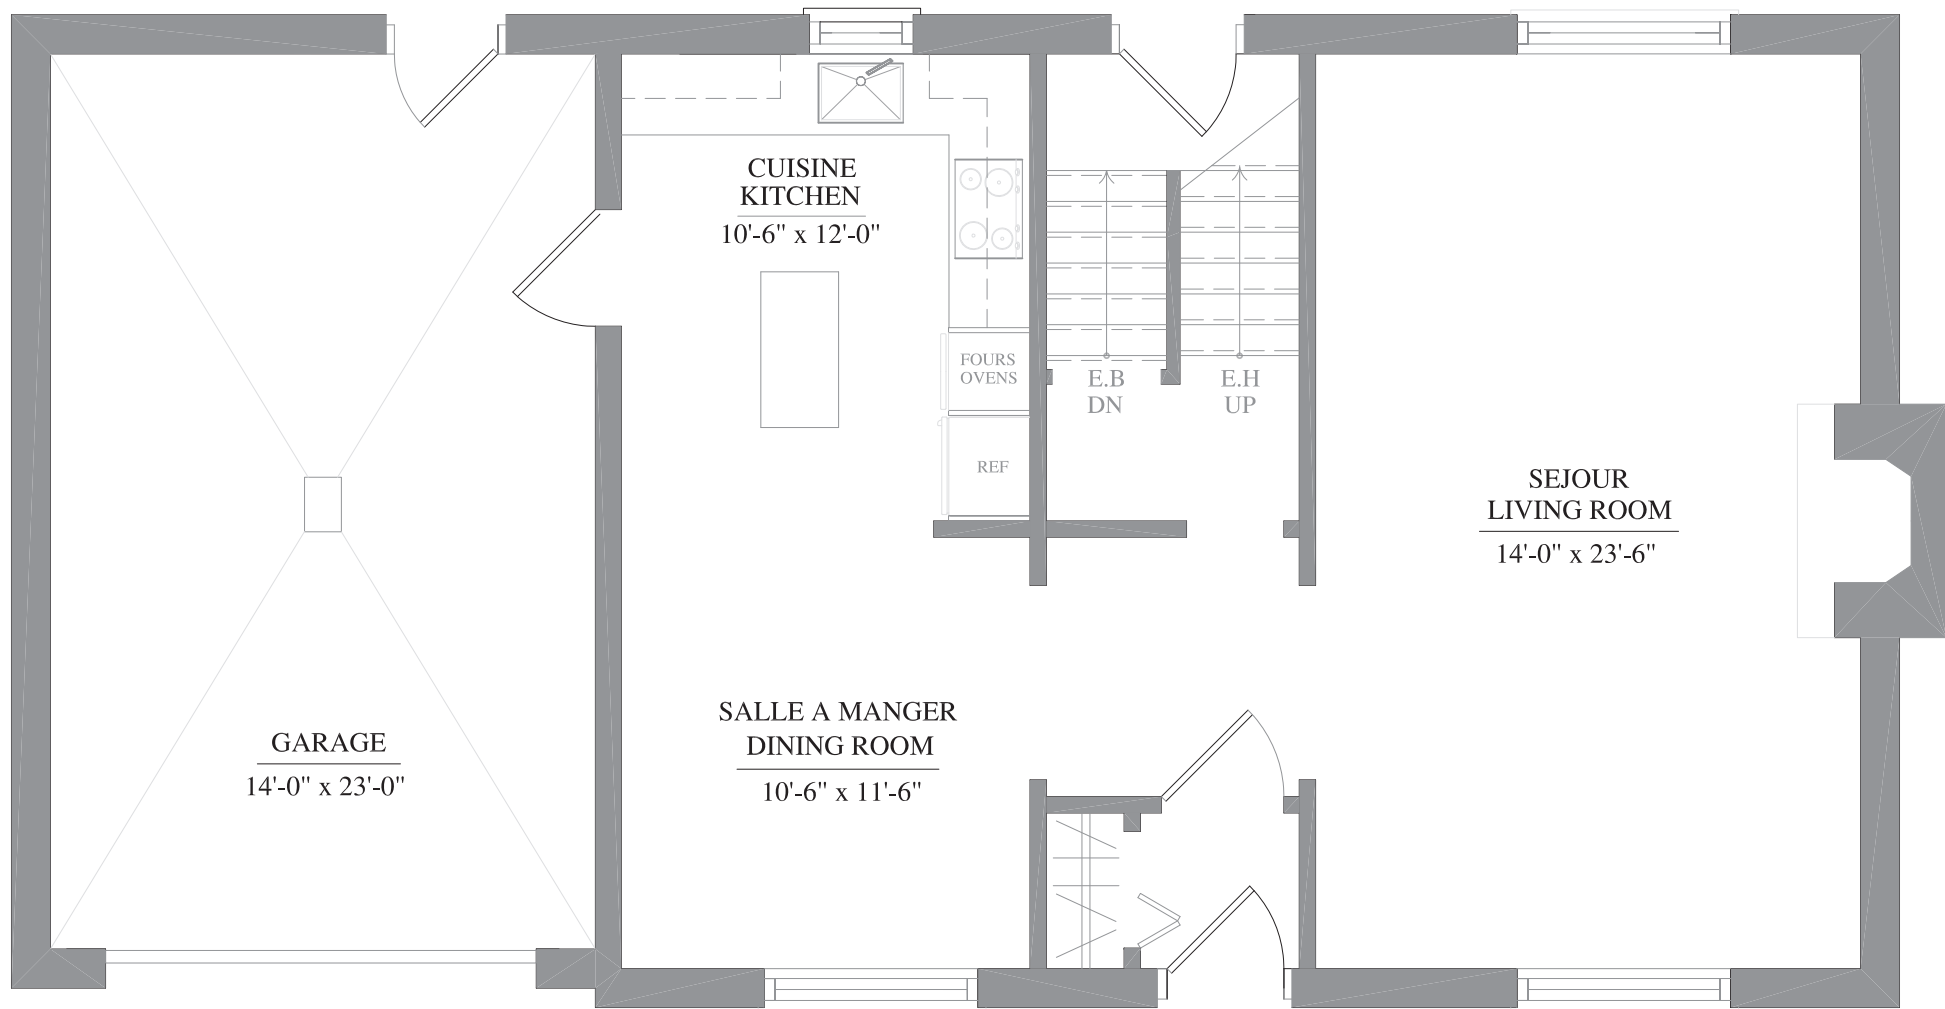 CUISINE
KITCHEN
10'-6" x 12'-0"
FOURS
OVENS
REF
E.B
DN
E.H
UP
SEJOUR
LIVING ROOM
14'-0" x 23'-6"
SALLE A MANGER
DINING ROOM
10'-6" x 11'-6"
GARAGE
14'-0" x 23'-0"